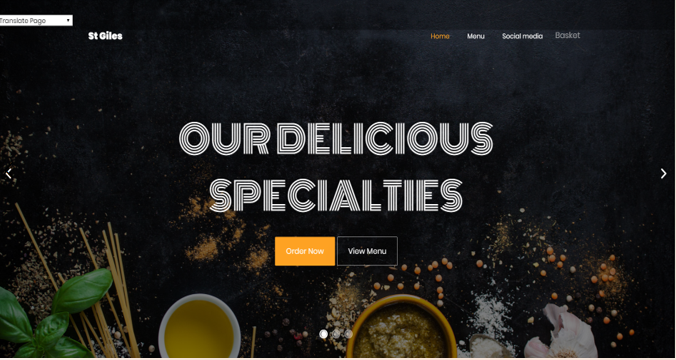 Translate Page
St Giles
Home Menu Social media Basket
OUR DELICIOUS
SPECIALTIES
Order Now View Menu